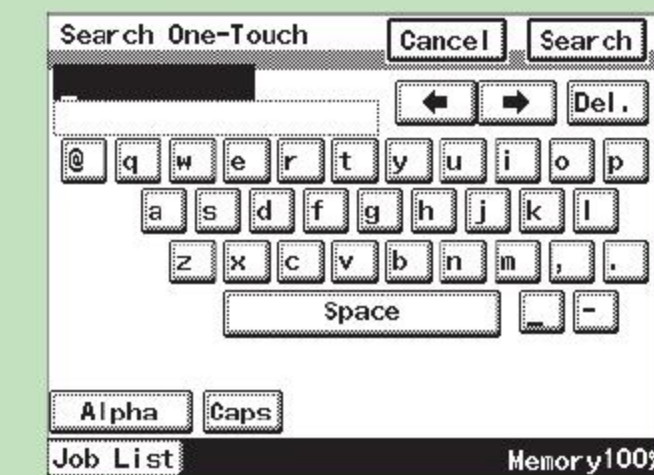 Search One-Touch Cancel Search
← → Del.
@ q w e r t y u i o p
a s d f g h j k l
z x c v b n m , .
Space _ -
Alpha Caps
Job List Memory100%